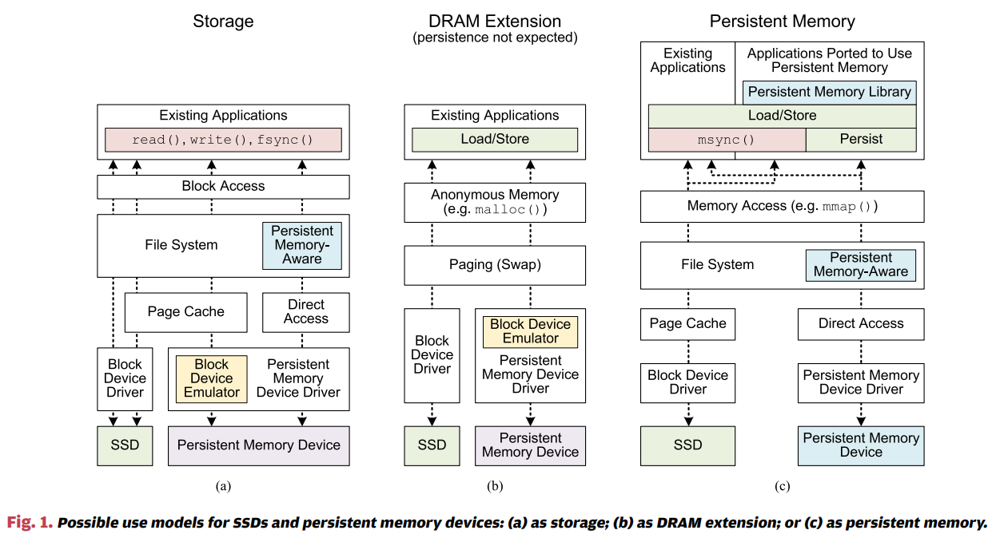 Storage
Existing Applications
read(), write(), fsync()
Block Access
File System
Persistent
Memory-
Aware
Page Cache
Direct
Access
Block
Device
Driver
Block
Device
Emulator
Persistent
Memory
Device Driver
SSD
Persistent Memory Device
(a)
DRAM Extension
(persistence not expected)
Existing Applications
Load/Store
Anonymous Memory
(e.g. malloc())
Paging (Swap)
Block
Device
Driver
Block Device
Emulator
Persistent
Memory Device
Driver
SSD
Persistent
Memory Device
(b)
Persistent Memory
Existing
Applications
Applications Ported to Use
Persistent Memory
Persistent Memory Library
Load/Store
msync()
Persist
Memory Access (e.g. mmap())
File System
Persistent
Memory-Aware
Page Cache
Direct Access
Block Device
Driver
Persistent Memory
Device Driver
SSD
Persistent Memory
Device
(c)
Fig. 1. Possible use models for SSDs and persistent memory devices: (a) as storage; (b) as DRAM extension; or (c) as persistent memory.